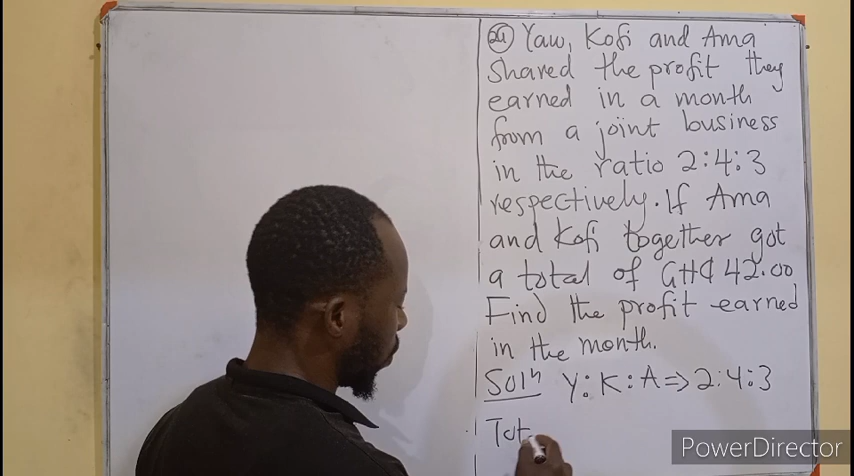 24 Yaw, Kofi and Ama
Shared the profit they
earned in a month
from a joint business
in the ratio 2:4:3
respectively. If Ama
and Kofi together got
a total of GH₵ 42.00
Find the profit earned
in the month.
Solⁿ Y:K:A⇒2:4:3
Tot
PowerDirector